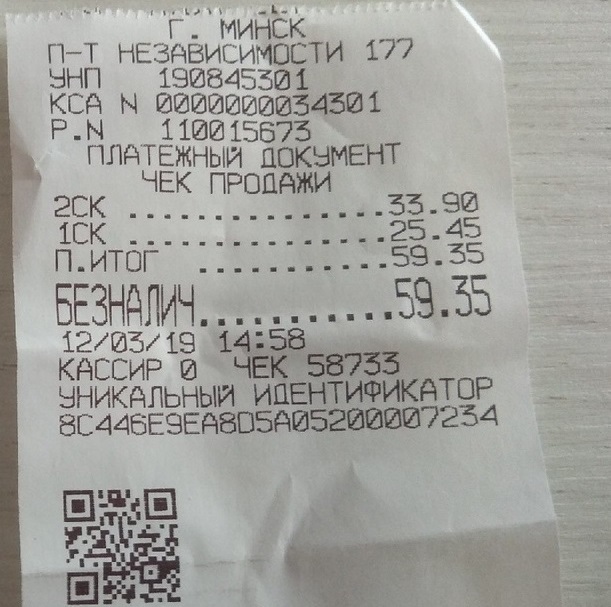 Г. МИНСК
П-Т НЕЗАВИСИМОСТИ 177
УНП 190845301
КСА N 0000000034301
Р.N 110015673
ПЛАТЕЖНЫЙ ДОКУМЕНТ
ЧЕК ПРОДАЖИ
2СК ................33.90
1СК ................25.45
П.ИТОГ ...........59.35
БЕЗНАЛИЧ...........59.35
12/03/19 14:58
КАССИР 0 ЧЕК 58733
УНИКАЛЬНЫЙ ИДЕНТИФИКАТОР
8C446E9EA8D5A05200007234